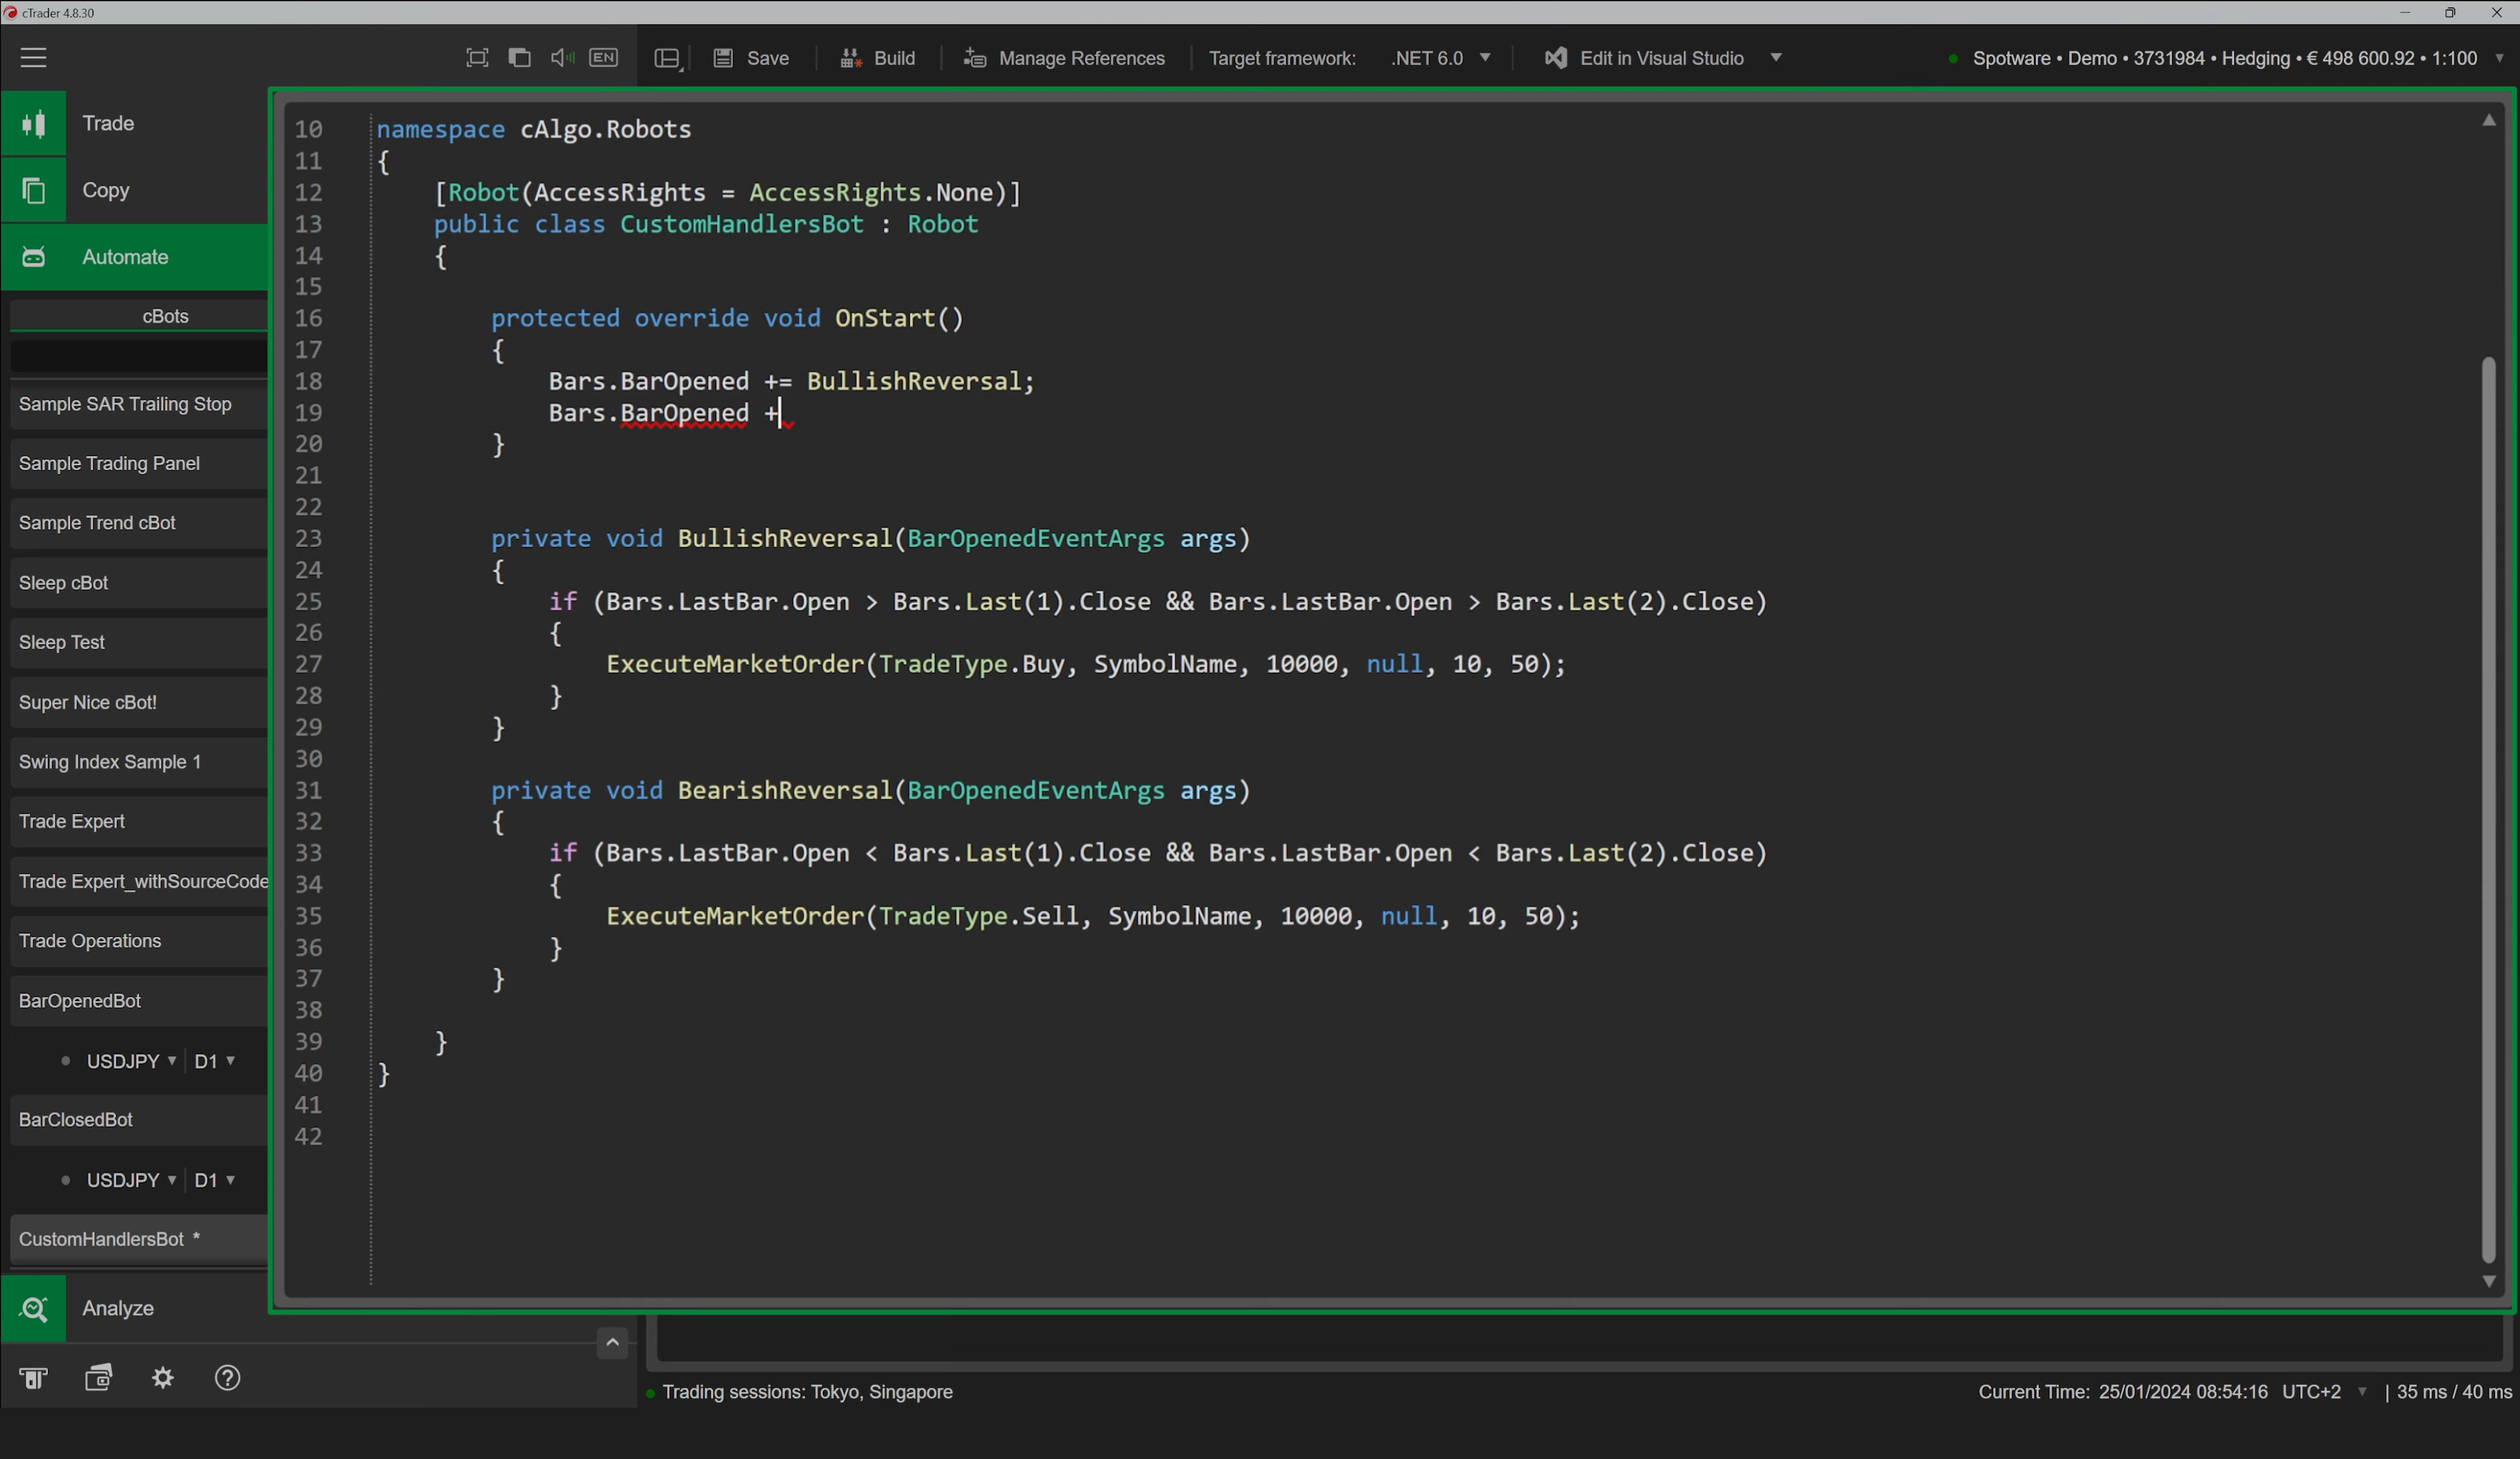 cTrader 4.8.30
EN
Save
Build
Manage References
Target framework:
.NET 6.0
Edit in Visual Studio
Spotware • Demo • 3731984 • Hedging • € 498 600.92 • 1:100
Trade
Copy
Automate
cBots
Sample SAR Trailing Stop
Sample Trading Panel
Sample Trend cBot
Sleep cBot
Sleep Test
Super Nice cBot!
Swing Index Sample 1
Trade Expert
Trade Expert_withSourceCode
Trade Operations
BarOpenedBot
USDJPY D1
BarClosedBot
USDJPY D1
CustomHandlersBot *
Analyze
10 namespace cAlgo.Robots
11 {
12 [Robot(AccessRights = AccessRights.None)]
13 public class CustomHandlersBot : Robot
14 {
15
16 protected override void OnStart()
17 {
18 Bars.BarOpened += BullishReversal;
19 Bars.BarOpened +
20 }
21
22
23 private void BullishReversal(BarOpenedEventArgs args)
24 {
25 if (Bars.LastBar.Open > Bars.Last(1).Close && Bars.LastBar.Open > Bars.Last(2).Close)
26 {
27 ExecuteMarketOrder(TradeType.Buy, SymbolName, 10000, null, 10, 50);
28 }
29 }
30
31 private void BearishReversal(BarOpenedEventArgs args)
32 {
33 if (Bars.LastBar.Open < Bars.Last(1).Close && Bars.LastBar.Open < Bars.Last(2).Close)
34 {
35 ExecuteMarketOrder(TradeType.Sell, SymbolName, 10000, null, 10, 50);
36 }
37 }
38
39 }
40 }
41
42
Trading sessions: Tokyo, Singapore
Current Time: 25/01/2024 08:54:16 UTC+2 | 35 ms / 40 ms